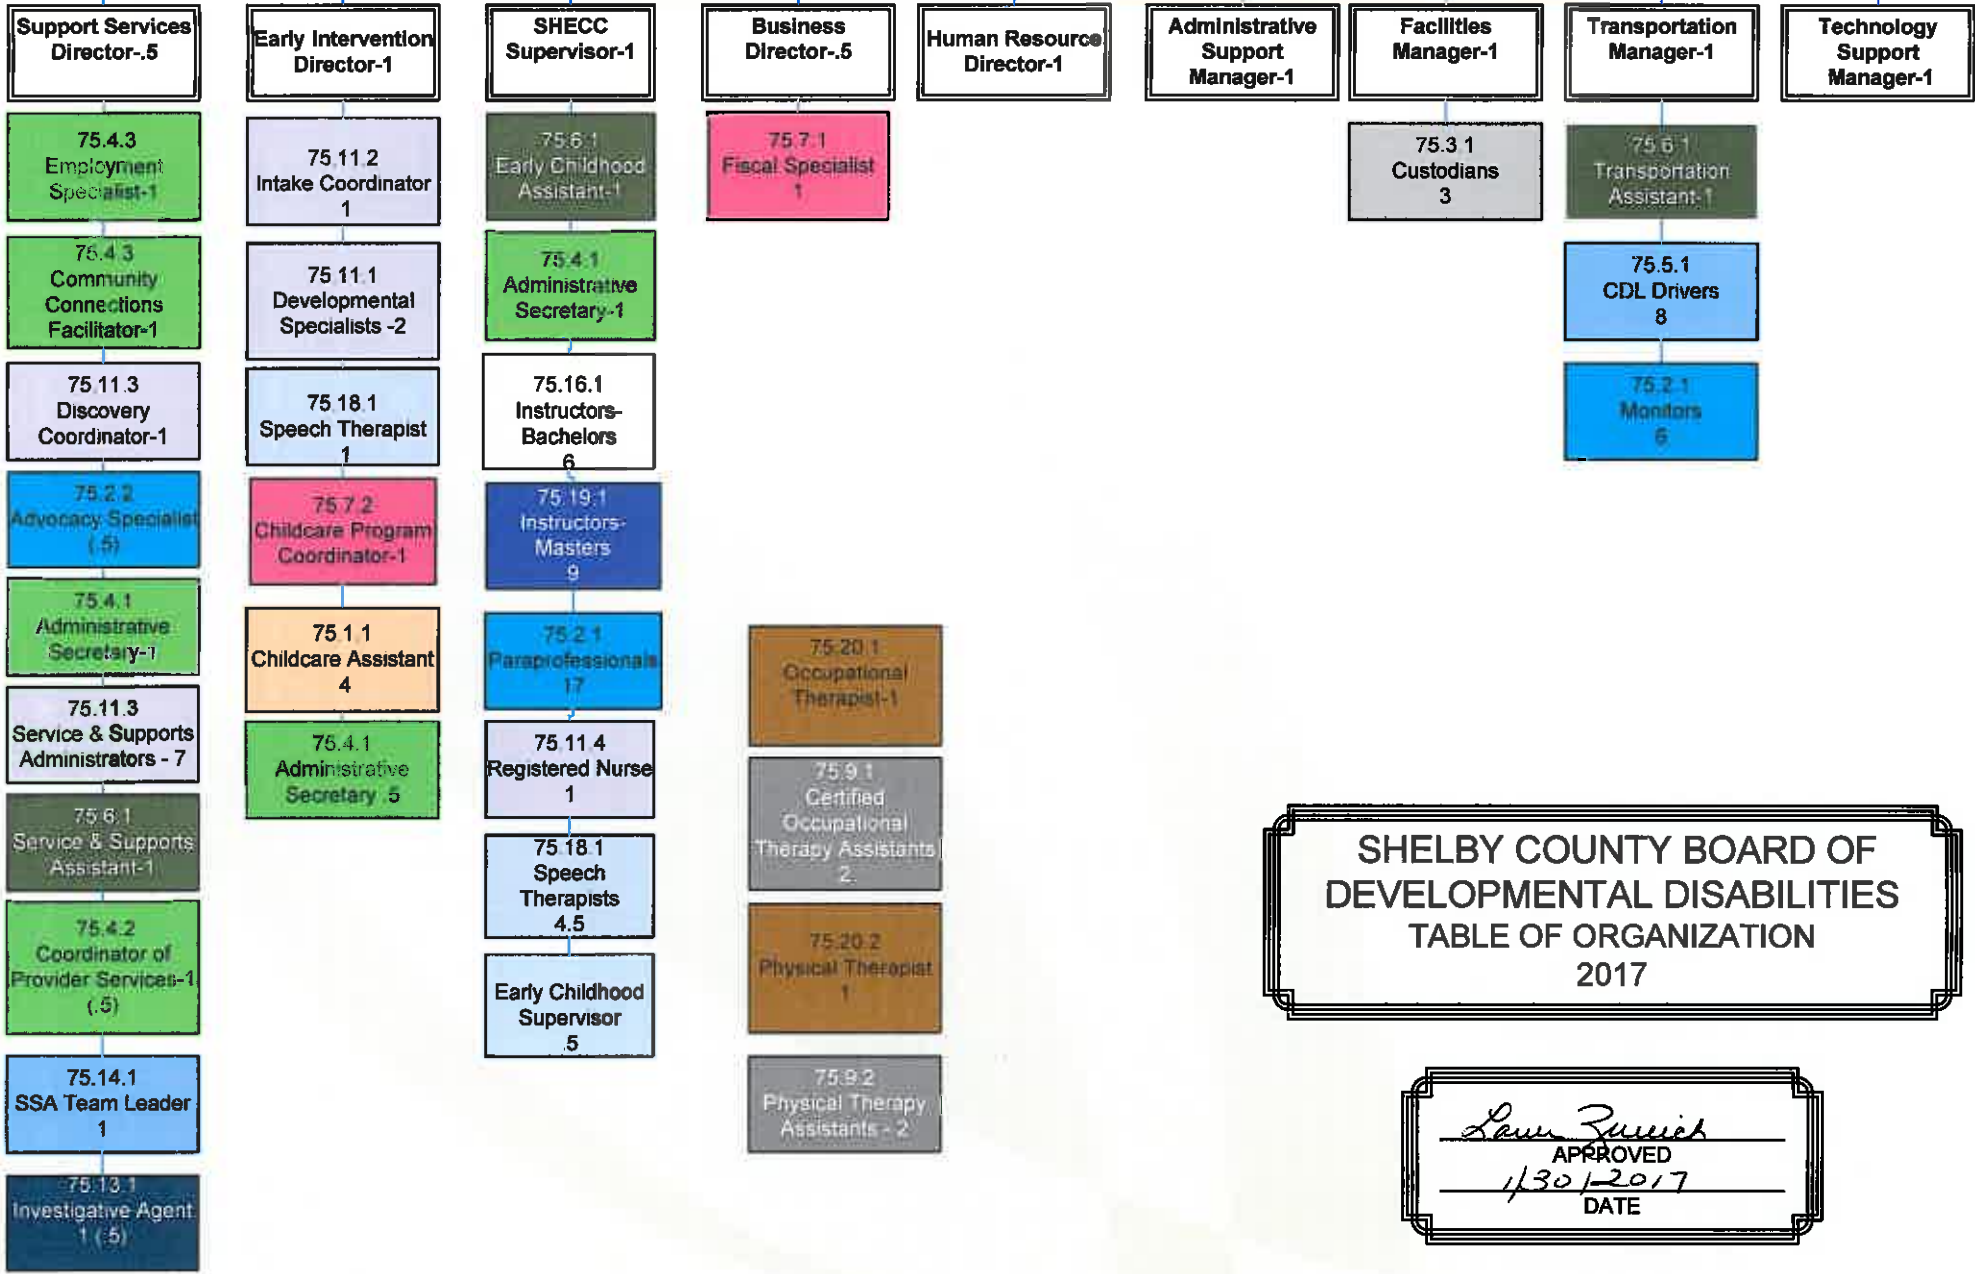 Support Services
Director-.5
Early Intervention
Director-1
SHECC
Supervisor-1
Business
Director-.5
Human Resource
Director-1
Administrative
Support
Manager-1
Facilities
Manager-1
Transportation
Manager-1
Technology
Support
Manager-1
75.4.3
Employment
Specialist-1
75.4.3
Community
Connections
Facilitator-1
75.11.3
Discovery
Coordinator-1
75.2.2
Advocacy Specialist
(.5)
75.4.1
Administrative
Secretary-1
75.11.3
Service & Supports
Administrators - 7
75.6.1
Service & Supports
Assistant-1
75.4.2
Coordinator of
Provider Services-1
(.5)
75.14.1
SSA Team Leader
1
75.13.1
Investigative Agent
1 (.5)
75.11.2
Intake Coordinator
1
75.11.1
Developmental
Specialists -2
75.18.1
Speech Therapist
1
75.7.2
Childcare Program
Coordinator-1
75.1.1
Childcare Assistant
4
75.4.1
Administrative
Secretary .5
75.6.1
Early Childhood
Assistant-1
75.4.1
Administrative
Secretary-1
75.16.1
Instructors-
Bachelors
6
75.19.1
Instructors-
Masters
9
75.2.1
Paraprofessionals
17
75.11.4
Registered Nurse
1
75.18.1
Speech
Therapists
4.5
Early Childhood
Supervisor
.5
75.7.1
Fiscal Specialist
1
75.20.1
Occupational
Therapist-1
75.9.1
Certified
Occupational
Therapy Assistants
2
75.20.2
Physical Therapist
1
75.9.2
Physical Therapy
Assistants - 2
75.3.1
Custodians
3
75.6.1
Transportation
Assistant-1
75.5.1
CDL Drivers
8
75.2.1
Monitors
6
SHELBY COUNTY BOARD OF
DEVELOPMENTAL DISABILITIES
TABLE OF ORGANIZATION
2017
APPROVED
1/30/2017
DATE